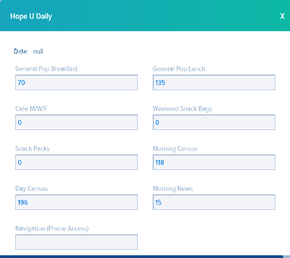 Hope U Daily X
Date: null
General Pop Breakfast General Pop Lunch
70 135
Cafe M/W/F Weekend Snack Bags
0 0
Snack Packs Morning Census
0 118
Day Census Morning News
196 15
Navigation (Phone Access)